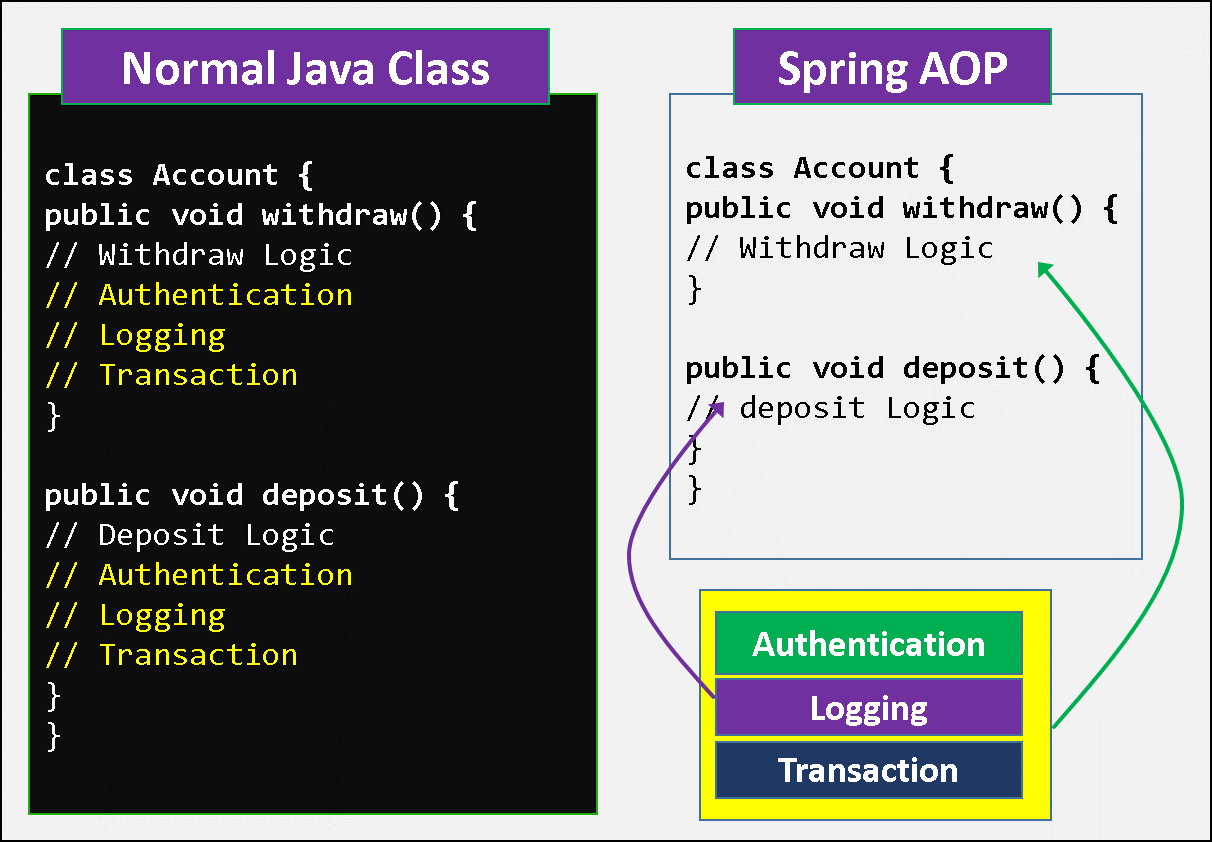 Normal Java Class
class Account {
public void withdraw() {
// Withdraw Logic
// Authentication
// Logging
// Transaction
}
public void deposit() {
// Deposit Logic
// Authentication
// Logging
// Transaction
}
}
Spring AOP
class Account {
public void withdraw() {
// Withdraw Logic
}
public void deposit() {
// deposit Logic
}
}
Authentication
Logging
Transaction